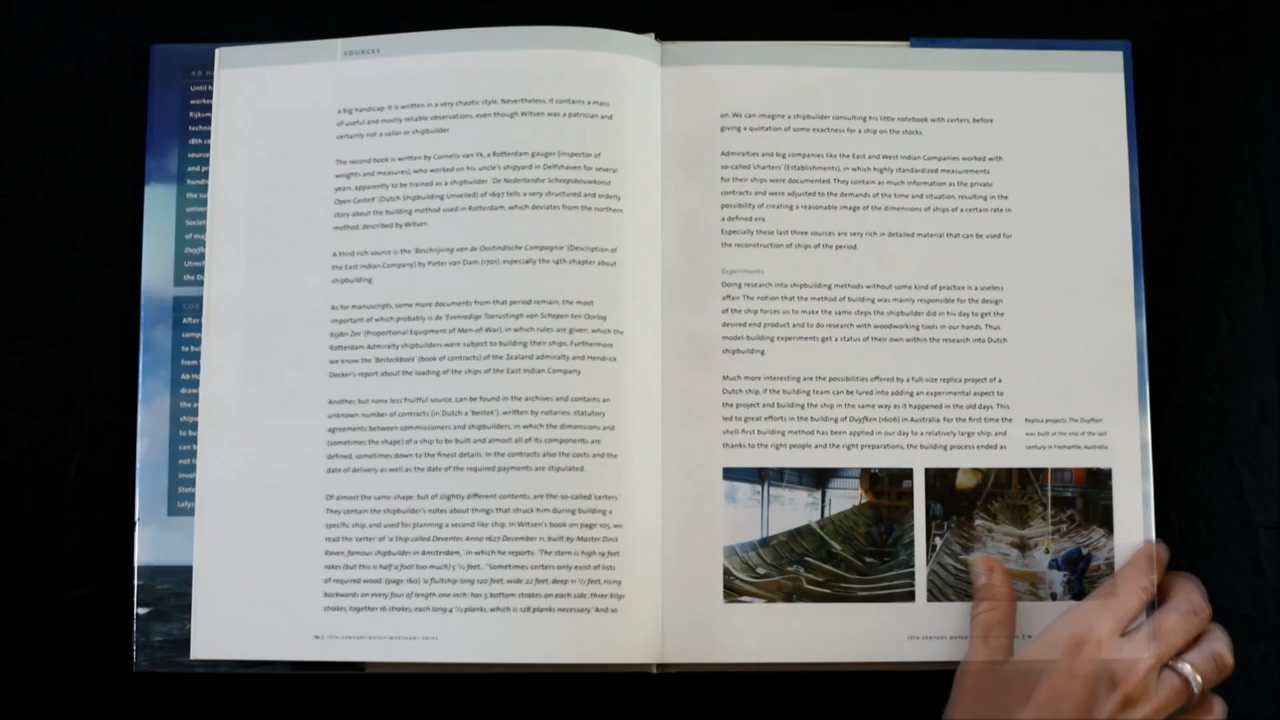 SOURCES
a big handicap: it is written in a very chaotic style. Nevertheless, it contains a mass
of useful and mostly reliable observations, even though Witsen was a patrician and
certainly not a sailor or shipbuilder.
The second book is written by Cornelis van Yk, a Rotterdam gauger (inspector of
weights and measures), who worked on his uncle's shipyard in Delfshaven for several
years, apparently to be trained as a shipbuilder. 'De Nederlandse Scheepsbouwkonst
Open Gestelt' (Dutch Shipbuilding Unveiled) of 1697 tells a very structured and orderly
story about the building method used in Rotterdam, which deviates from the northern
method, described by Witsen.
A third rich source is the 'Beschrijving van de Oostindische Compagnie' (Description of
the East Indian Company) by Pieter van Dam (1701), especially the 14th chapter about
shipbuilding.
As for manuscripts, some more documents from that period remain, the most
important of which probably is de 'Evenredige Toerustingh van Schepen ten Oorlog
bijder Zee' (Proportional Equipment of Men-of-War), in which rules are given, which the
Rotterdam Admiralty shipbuilders were subject to building their ships. Furthermore
we know the 'Besteckboek' (book of contracts) of the Zealand admiralty and Hendrick
Decker's report about the loading of the ships of the East Indian Company.
Another, but none less fruitful source, can be found in the archives and contains an
unknown number of contracts (in Dutch a 'bestek'), written by notaries: statutory
agreements between commissioners and shipbuilders, in which the dimensions and
(sometimes the shape) of a ship to be built and almost all of its components are
defined, sometimes down to the finest details. In the contracts also the costs and the
date of delivery as well as the date of the required payments are stipulated.
Of almost the same shape, but of slightly different contents, are the so-called 'certers'.
They contain the shipbuilder's notes about things that struck him during building a
specific ship, and used for planning a second like ship. In Witsen's book on page 105, we
read the 'certer' of 'a Ship called Deventer, Anno 1627 December 11, built by Master Dirck
Raven, famous shipbuilder in Amsterdam,' in which he reports: 'The stem is high 19 feet
rakes (but this is half a foot too much) 5 1/2 feet...' Sometimes certers only exist of lists
of required wood: (page 160) 'a fluitship long 120 feet, wide 22 feet, deep 11 1/2 feet, rising
backwards on every four of length one inch: has 5 bottom strakes on each side, three bilge
strakes, together 16 strakes, each long 4 1/2 planks, which is 128 planks necessary.' And so
17TH CENTURY DUTCH MERCHANT SHIPS
on. We can imagine a shipbuilder consulting his little notebook with certers, before
giving a quotation of some exactness for a ship on the stocks.
Admiralties and big companies like the East and West Indian Companies worked with
so-called 'charters' (Establishments), in which highly standardized measurements
for their ships were documented. They contain as much information as the private
contracts and were adjusted to the demands of the time and situation, resulting in the
possibility of creating a reasonable image of the dimensions of ships of a certain rate in
a defined era.
Especially these last three sources are very rich in detailed material that can be used for
the reconstruction of ships of the period.
Experiments
Doing research into shipbuilding methods without some kind of practice is a useless
affair. The notion that the method of building was mainly responsible for the design
of the ship forces us to make the same steps the shipbuilder did in his day to get the
desired end product and to do research with woodworking tools in our hands. Thus
model-building experiments get a status of their own within the research into Dutch
shipbuilding.
Much more interesting are the possibilities offered by a full-size replica project of a
Dutch ship, if the building team can be lured into adding an experimental aspect to
the project and building the ship in the same way as it happened in the old days. This
led to great efforts in the building of Duyfken (1606) in Australia. For the first time the
shell-first building method has been applied in our day to a relatively large ship, and
thanks to the right people and the right preparations, the building process ended as
Replica projects. The Duyfken
was built at the end of the last
century in Fremantle, Australia.
17TH CENTURY DUTCH